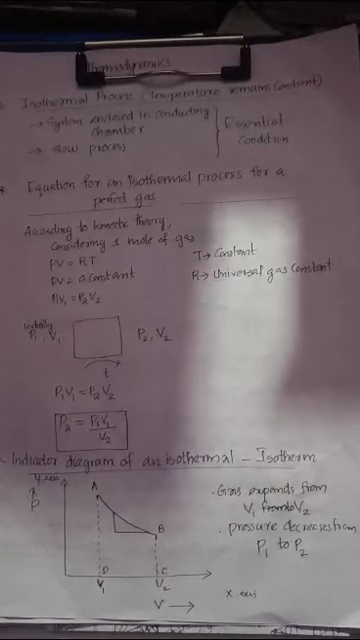 Thermodynamics
Isothermal Process (Temperature remains constant)
→ System enclosed in conducting
chamber
→ slow process
Essential
Condition
* Equation for an isothermal process for a
perfect gas
According to kinetic theory,
considering 1 mole of gas
PV = RT
T → Constant
PV = a constant
R → Universal gas Constant
P₁V₁ = P₂V₂
Initially
P₁, V₁
P₂, V₂
t
P₁V₁ = P₂V₂
P₂ = P₁V₁
V₂
Indicator diagram of an isothermal - Isotherm
Y axis
P
A
B
D
C
V₁
V₂
V →
X axis
. Gas expands from
V₁ from to V₂
. pressure decreases from
P₁ to P₂